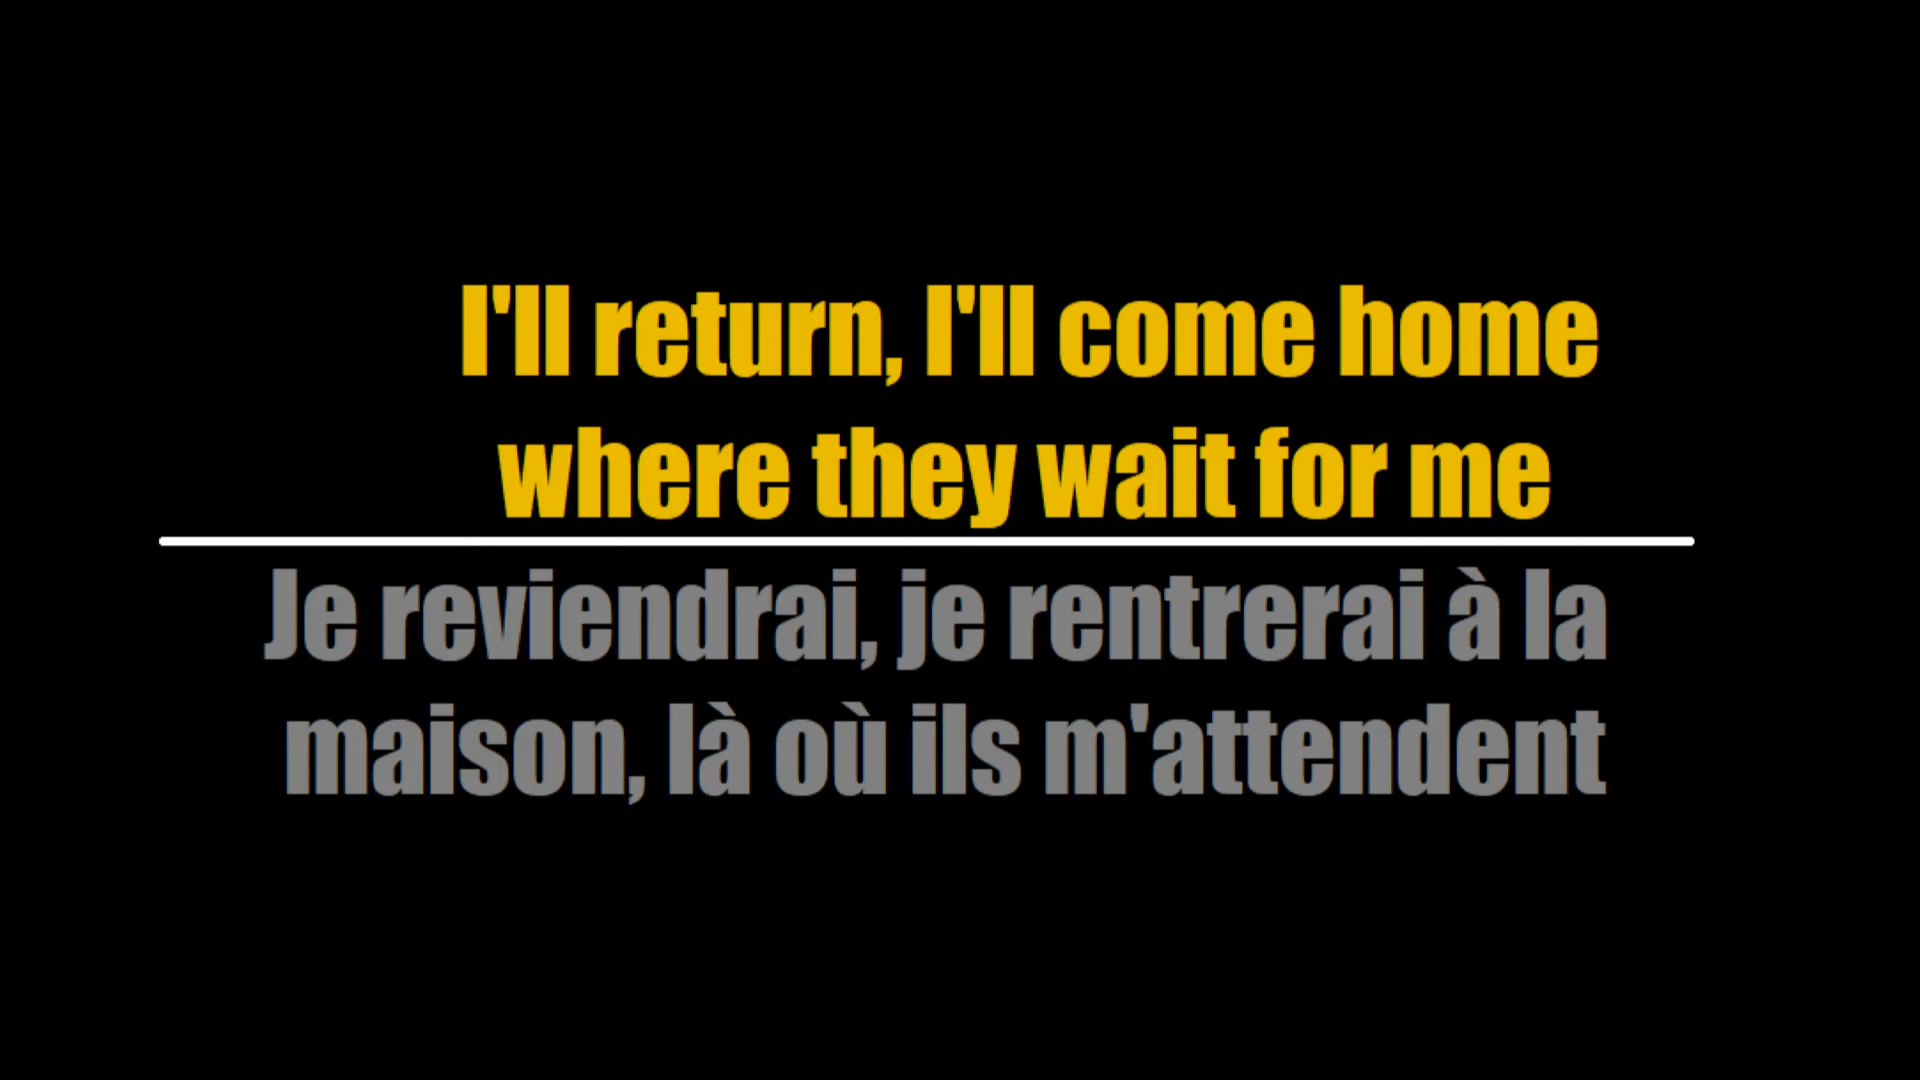 I'll return, I'll come home
where they wait for me
Je reviendrai, je rentrerai à la
maison, là où ils m'attendent